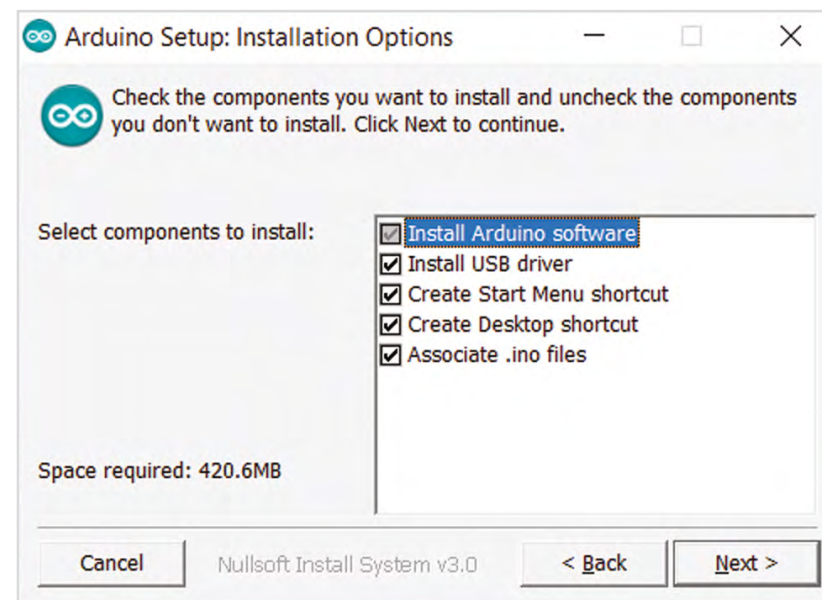 Arduino Setup: Installation Options
Check the components you want to install and uncheck the components
you don't want to install. Click Next to continue.
Select components to install:
Install Arduino software
Install USB driver
Create Start Menu shortcut
Create Desktop shortcut
Associate .ino files
Space required: 420.6MB
Cancel
Nullsoft Install System v3.0
< Back
Next >